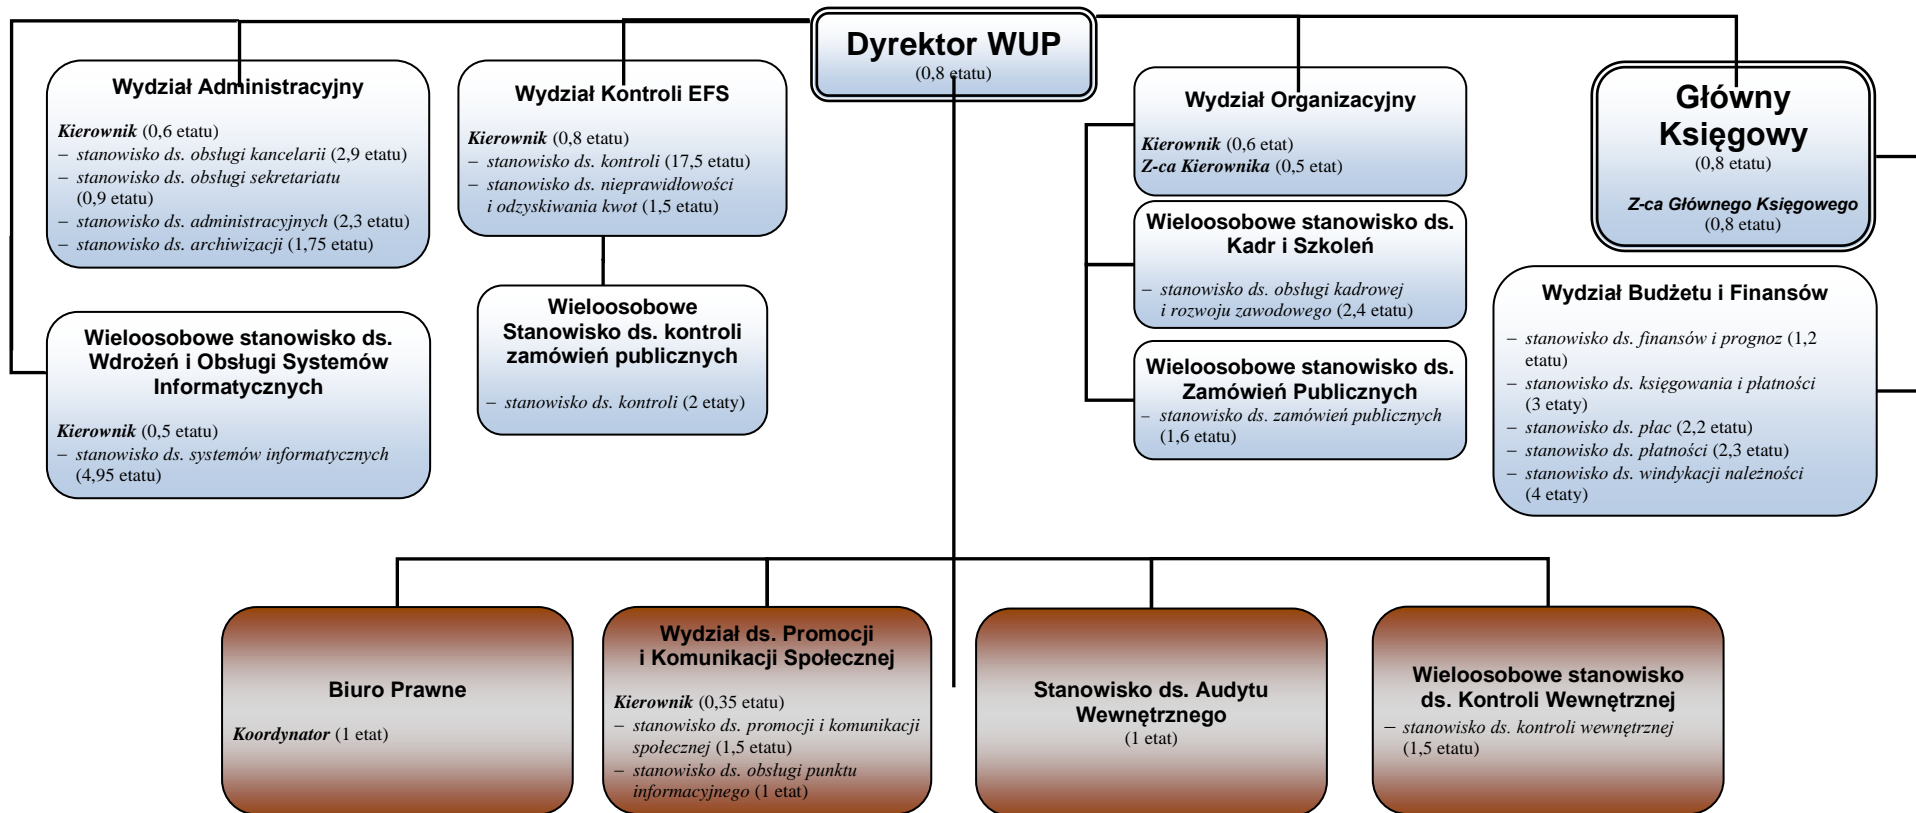 Dyrektor WUP
(0,8 etatu)
Wydział Administracyjny
Kierownik (0,6 etatu)
– stanowisko ds. obsługi kancelarii (2,9 etatu)
– stanowisko ds. obsługi sekretariatu
(0,9 etatu)
– stanowisko ds. administracyjnych (2,3 etatu)
– stanowisko ds. archiwizacji (1,75 etatu)
Wydział Kontroli EFS
Kierownik (0,8 etatu)
– stanowisko ds. kontroli (17,5 etatu)
– stanowisko ds. nieprawidłowości
i odzyskiwania kwot (1,5 etatu)
Wydział Organizacyjny
Kierownik (0,6 etat)
Z-ca Kierownika (0,5 etat)
Główny
Księgowy
(0,8 etatu)
Z-ca Głównego Księgowego
(0,8 etatu)
Wieloosobowe stanowisko ds.
Wdrożeń i Obsługi Systemów
Informatycznych
Kierownik (0,5 etatu)
– stanowisko ds. systemów informatycznych
(4,95 etatu)
Wieloosobowe
Stanowisko ds. kontroli
zamówień publicznych
– stanowisko ds. kontroli (2 etaty)
Wieloosobowe stanowisko ds.
Kadr i Szkoleń
– stanowisko ds. obsługi kadrowej
i rozwoju zawodowego (2,4 etatu)
Wieloosobowe stanowisko ds.
Zamówień Publicznych
– stanowisko ds. zamówień publicznych
(1,6 etatu)
Wydział Budżetu i Finansów
– stanowisko ds. finansów i prognoz (1,2
etatu)
– stanowisko ds. księgowania i płatności
(3 etaty)
– stanowisko ds. płac (2,2 etatu)
– stanowisko ds. płatności (2,3 etatu)
– stanowisko ds. windykacji należności
(4 etaty)
Biuro Prawne
Koordynator (1 etat)
Wydział ds. Promocji
i Komunikacji Społecznej
Kierownik (0,35 etatu)
– stanowisko ds. promocji i komunikacji
społecznej (1,5 etatu)
– stanowisko ds. obsługi punktu
informacyjnego (1 etat)
Stanowisko ds. Audytu
Wewnętrznego
(1 etat)
Wieloosobowe stanowisko
ds. Kontroli Wewnętrznej
– stanowisko ds. kontroli wewnętrznej
(1,5 etatu)